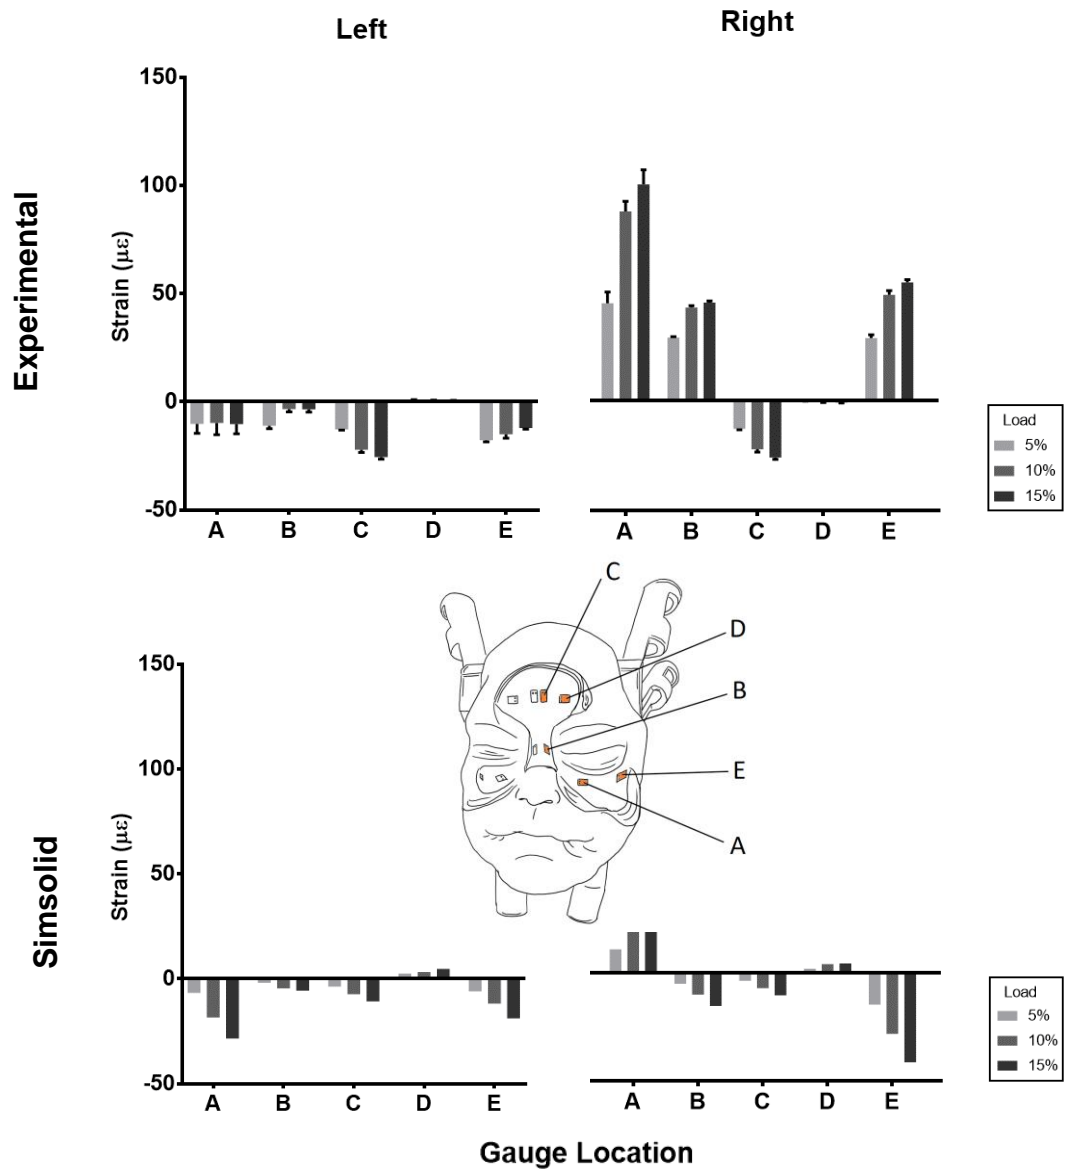 Left
Right
Experimental
Strain (με)
150
100
50
0
-50
A B C D E
A B C D E
Load
5%
10%
15%
C
D
B
E
A
Simsolid
Strain (με)
150
100
50
0
-50
A B C D E
A B C D E
Load
5%
10%
15%
Gauge Location